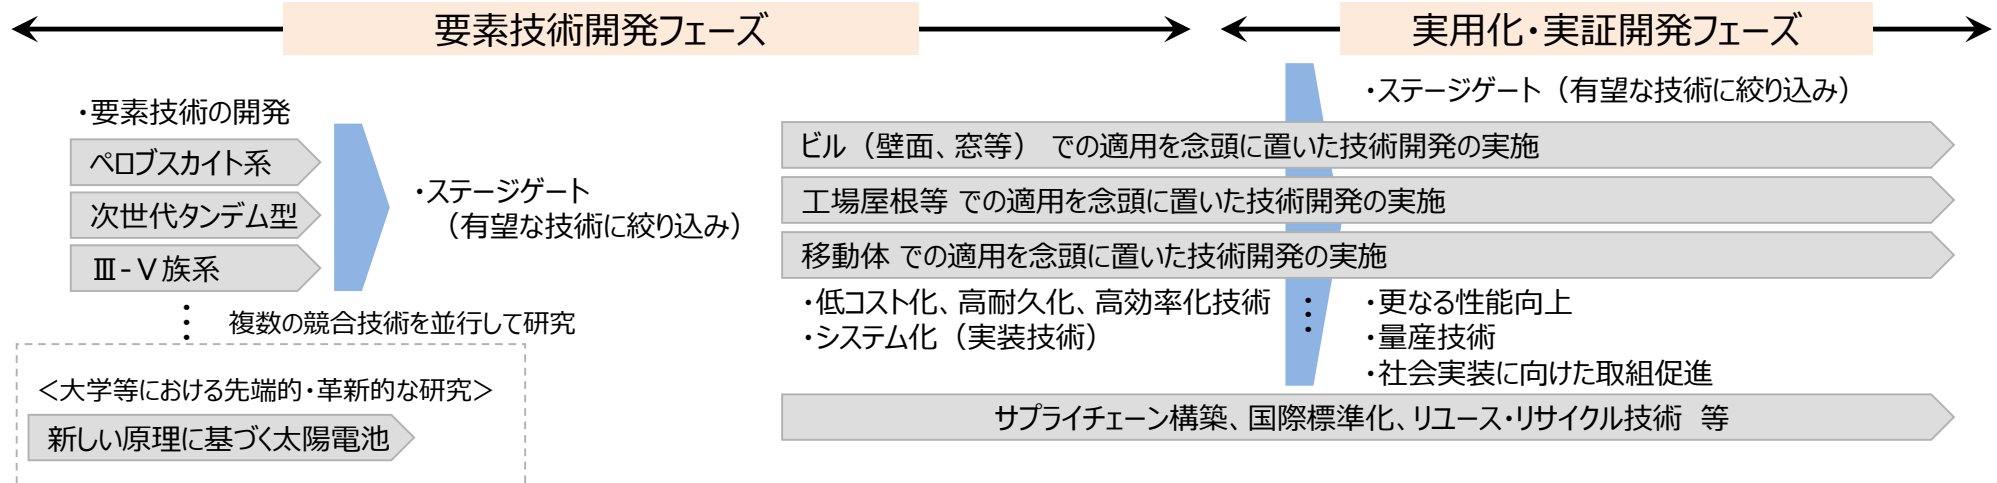 要素技術開発フェーズ
実用化・実証開発フェーズ
・要素技術の開発
ペロブスカイト系
次世代タンデム型
Ⅲ-Ⅴ族系
・ステージゲート
（有望な技術に絞り込み）
複数の競合技術を並行して研究
＜大学等における先端的・革新的な研究＞
新しい原理に基づく太陽電池
・ステージゲート（有望な技術に絞り込み）
ビル（壁面、窓等） での適用を念頭に置いた技術開発の実施
工場屋根等 での適用を念頭に置いた技術開発の実施
移動体 での適用を念頭に置いた技術開発の実施
・低コスト化、高耐久化、高効率化技術
・システム化（実装技術）
・更なる性能向上
・量産技術
・社会実装に向けた取組促進
サプライチェーン構築、国際標準化、リユース・リサイクル技術 等